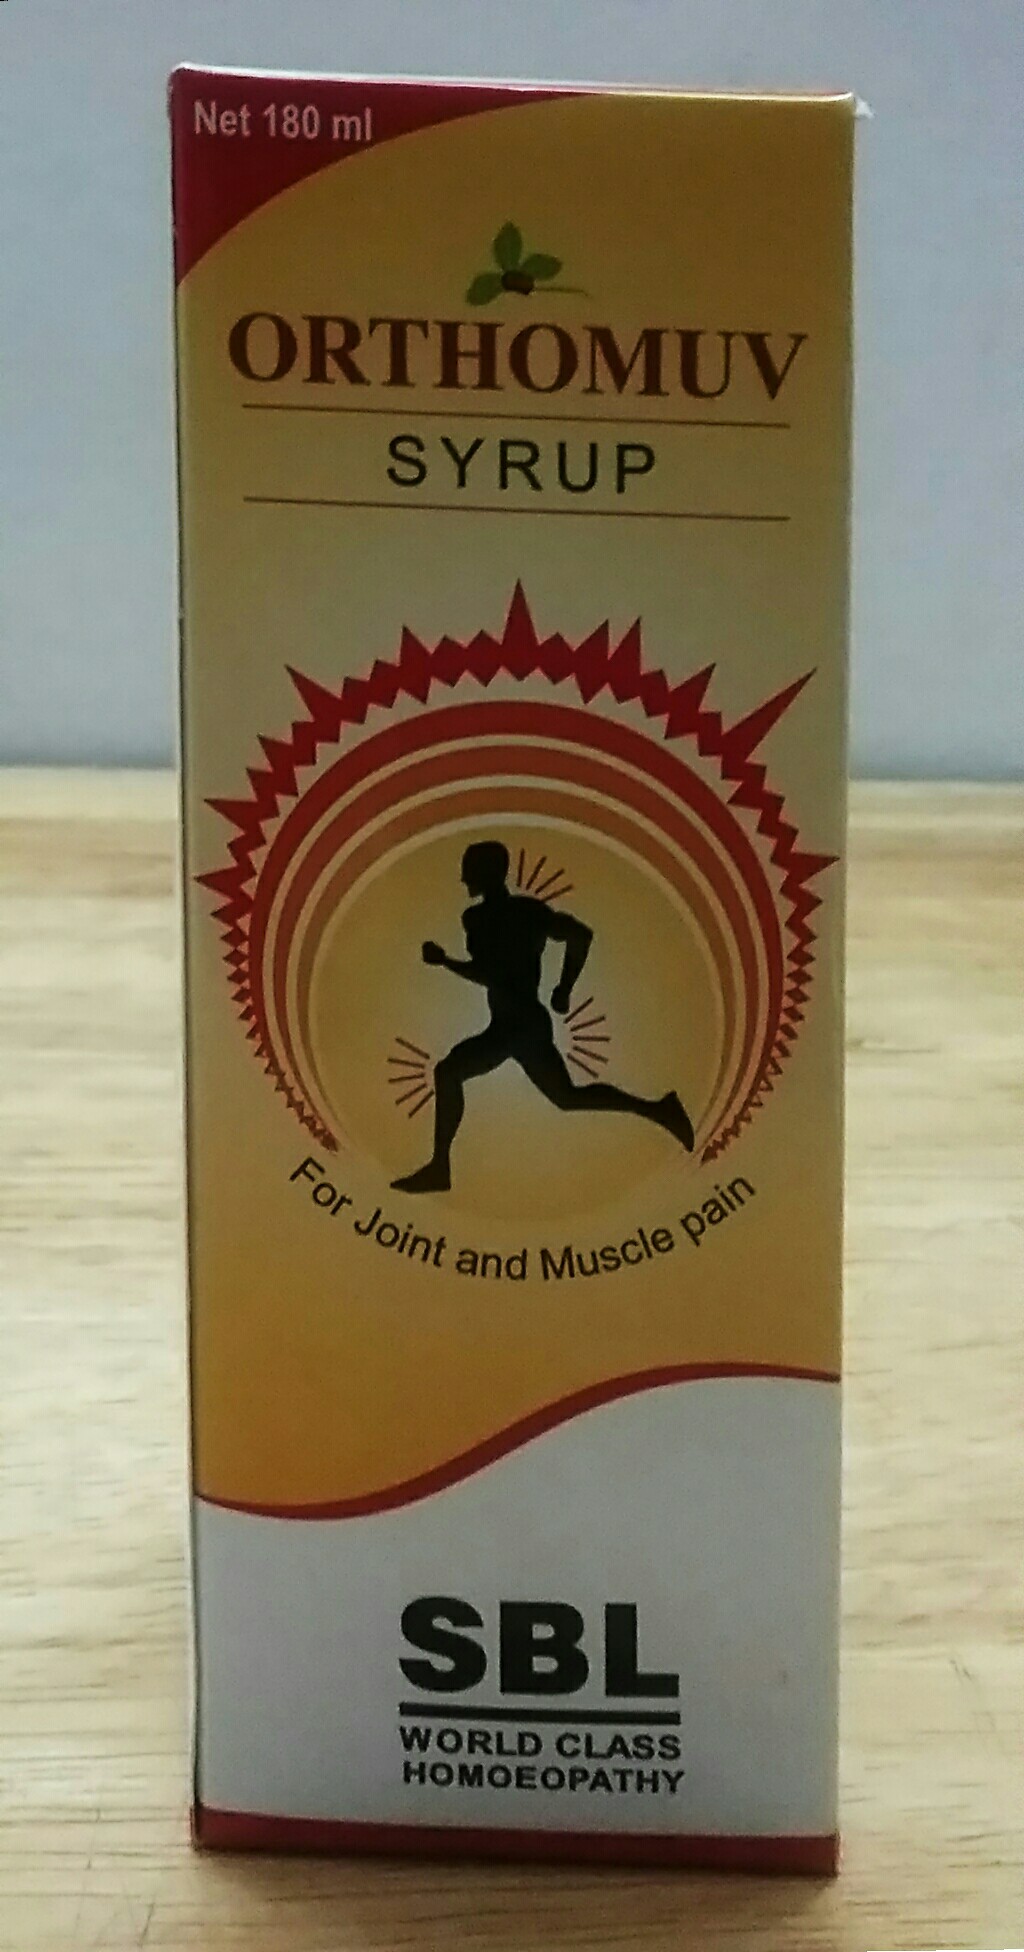 Net 180 ml
ORTHOMUV
SYRUP
For Joint and Muscle pain
SBL
WORLD CLASS
HOMOEOPATHY